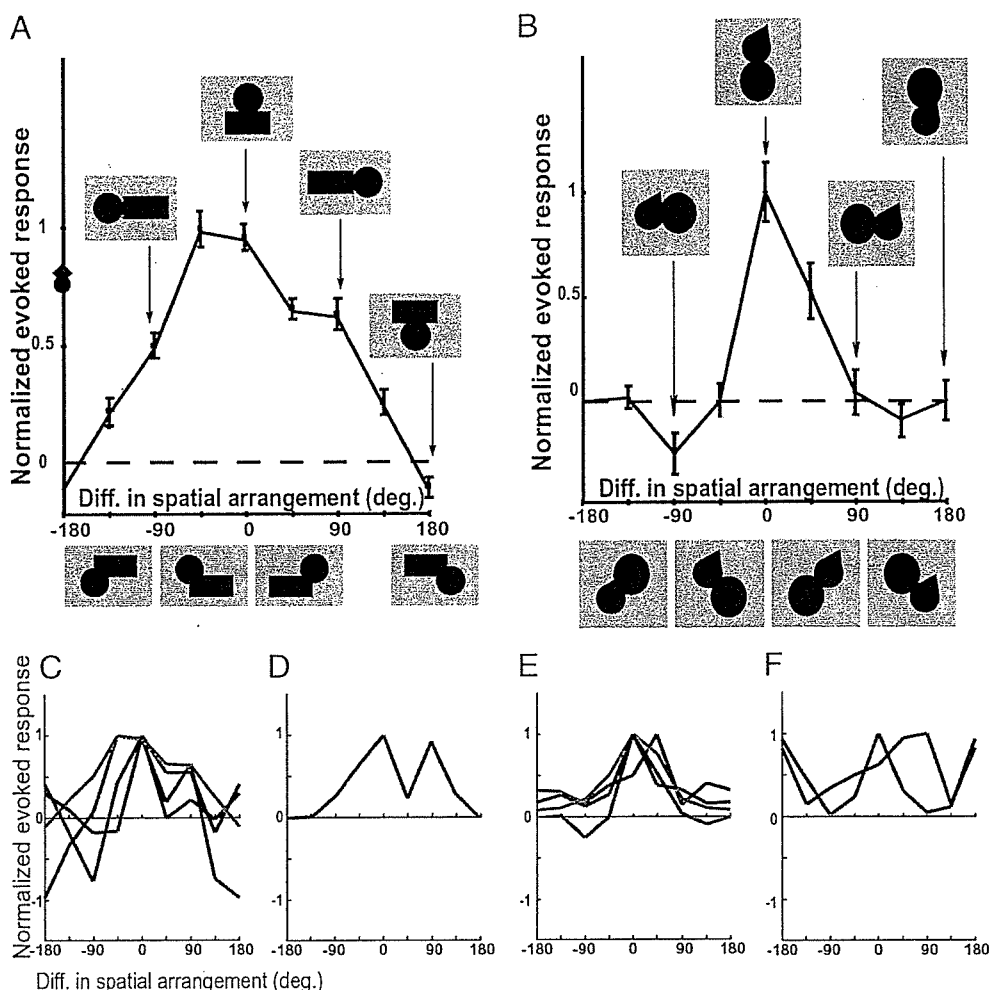 A
B
Normalized evoked response
1
0.5
0
Diff. in spatial arrangement (deg.)
-180 -90 0 90 180
Normalized evoked response
1
0.5
0
Diff. in spatial arrangement (deg.)
-180 -90 0 90 180
C
D
E
F
Normalized evoked response
1
0
-1
-180 -90 0 90 180
1
0
-1
-180 -90 0 90 180
1
0
-1
-180 -90 0 90 180
1
0
-1
-180 -90 0 90 180
Diff. in spatial arrangement (deg.)